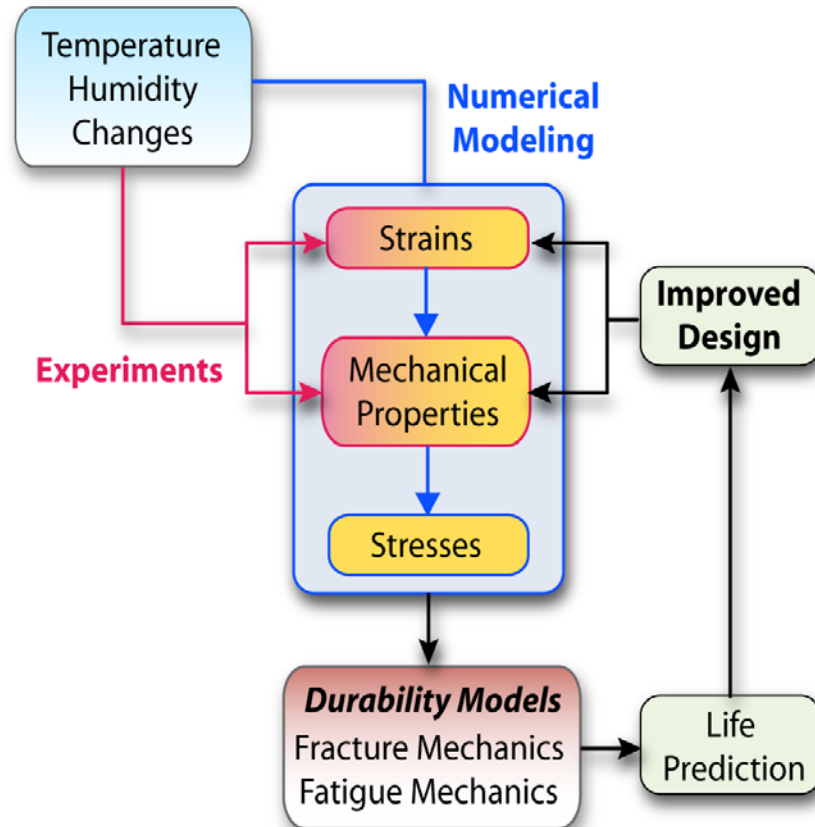 Temperature
Humidity
Changes
Numerical
Modeling
Strains
Improved
Design
Experiments
Mechanical
Properties
Stresses
Durability Models
Fracture Mechanics
Fatigue Mechanics
Life
Prediction